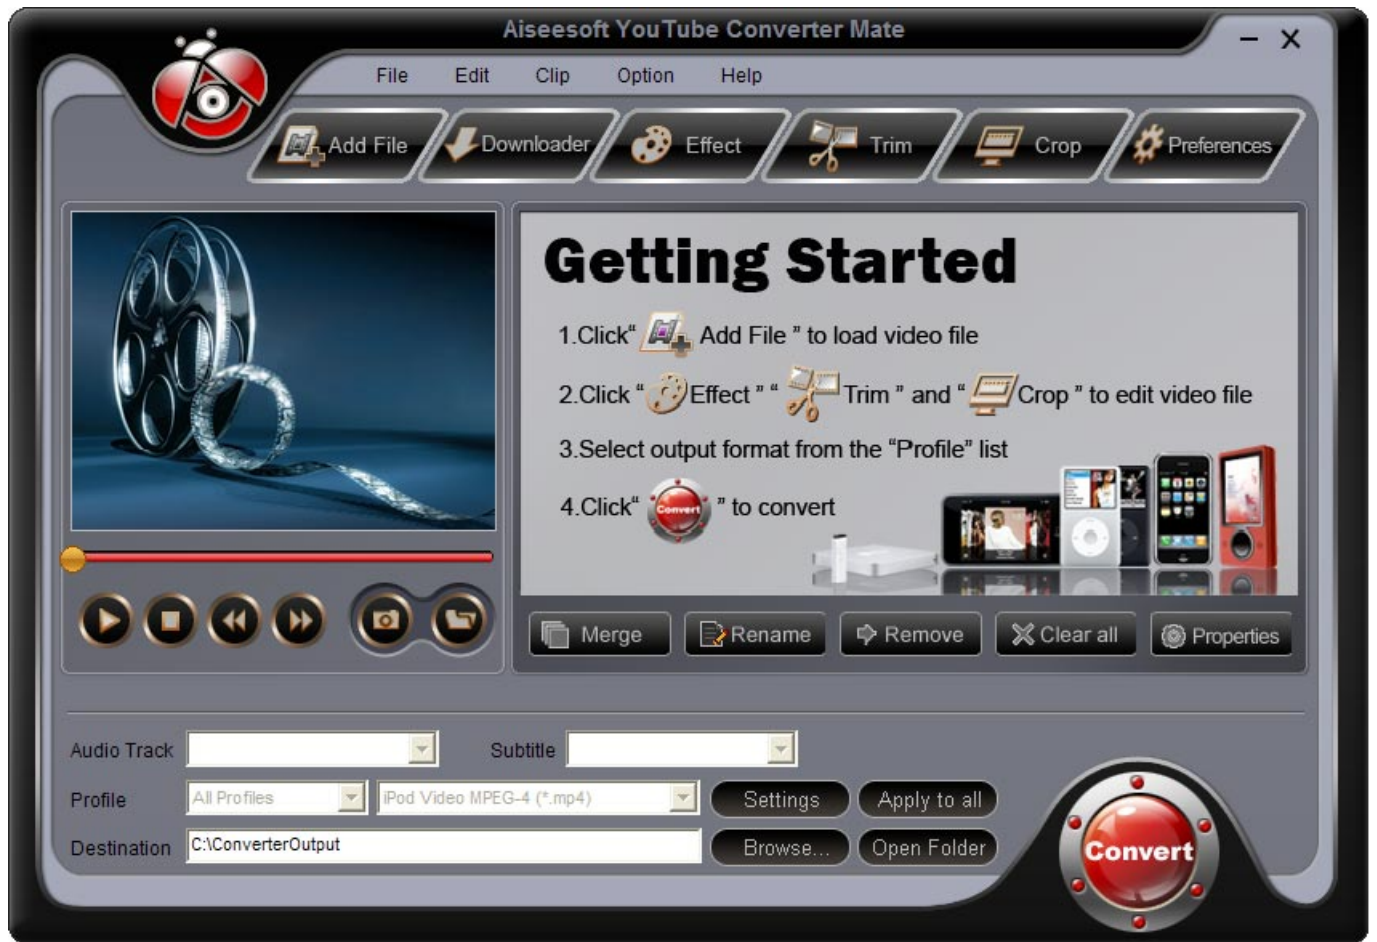 Aiseesoft YouTube Converter Mate
File Edit Clip Option Help
Add File Downloader Effect Trim Crop Preferences
Getting Started
1.Click“ Add File ” to load video file
2.Click “ Effect ” “ Trim ” and “ Crop ” to edit video file
3.Select output format from the “Profile” list
4.Click“ Convert ” to convert
Merge Rename Remove Clear all Properties
Audio Track Subtitle
Profile All Profiles iPod Video MPEG-4 (*.mp4) Settings Apply to all
Destination C:\ConverterOutput Browse... Open Folder
Convert